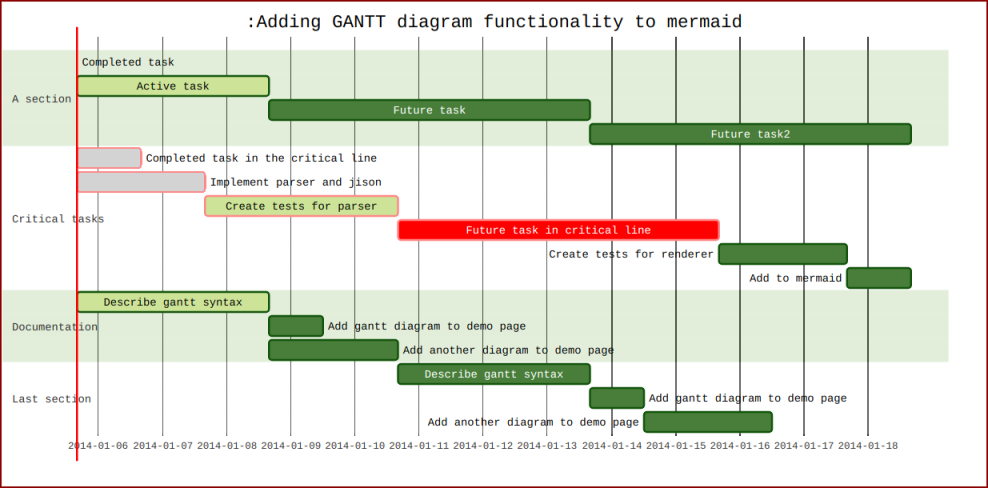 :Adding GANTT diagram functionality to mermaid
Completed task
Active task
A section
Future task
Future task2
Completed task in the critical line
Implement parser and jison
Create tests for parser
Critical tasks
Future task in critical line
Create tests for renderer
Add to mermaid
Describe gantt syntax
Documentation
Add gantt diagram to demo page
Add another diagram to demo page
Describe gantt syntax
Last section
Add gantt diagram to demo page
Add another diagram to demo page
2014-01-06 2014-01-07 2014-01-08 2014-01-09 2014-01-10 2014-01-11 2014-01-12 2014-01-13 2014-01-14 2014-01-15 2014-01-16 2014-01-17 2014-01-18